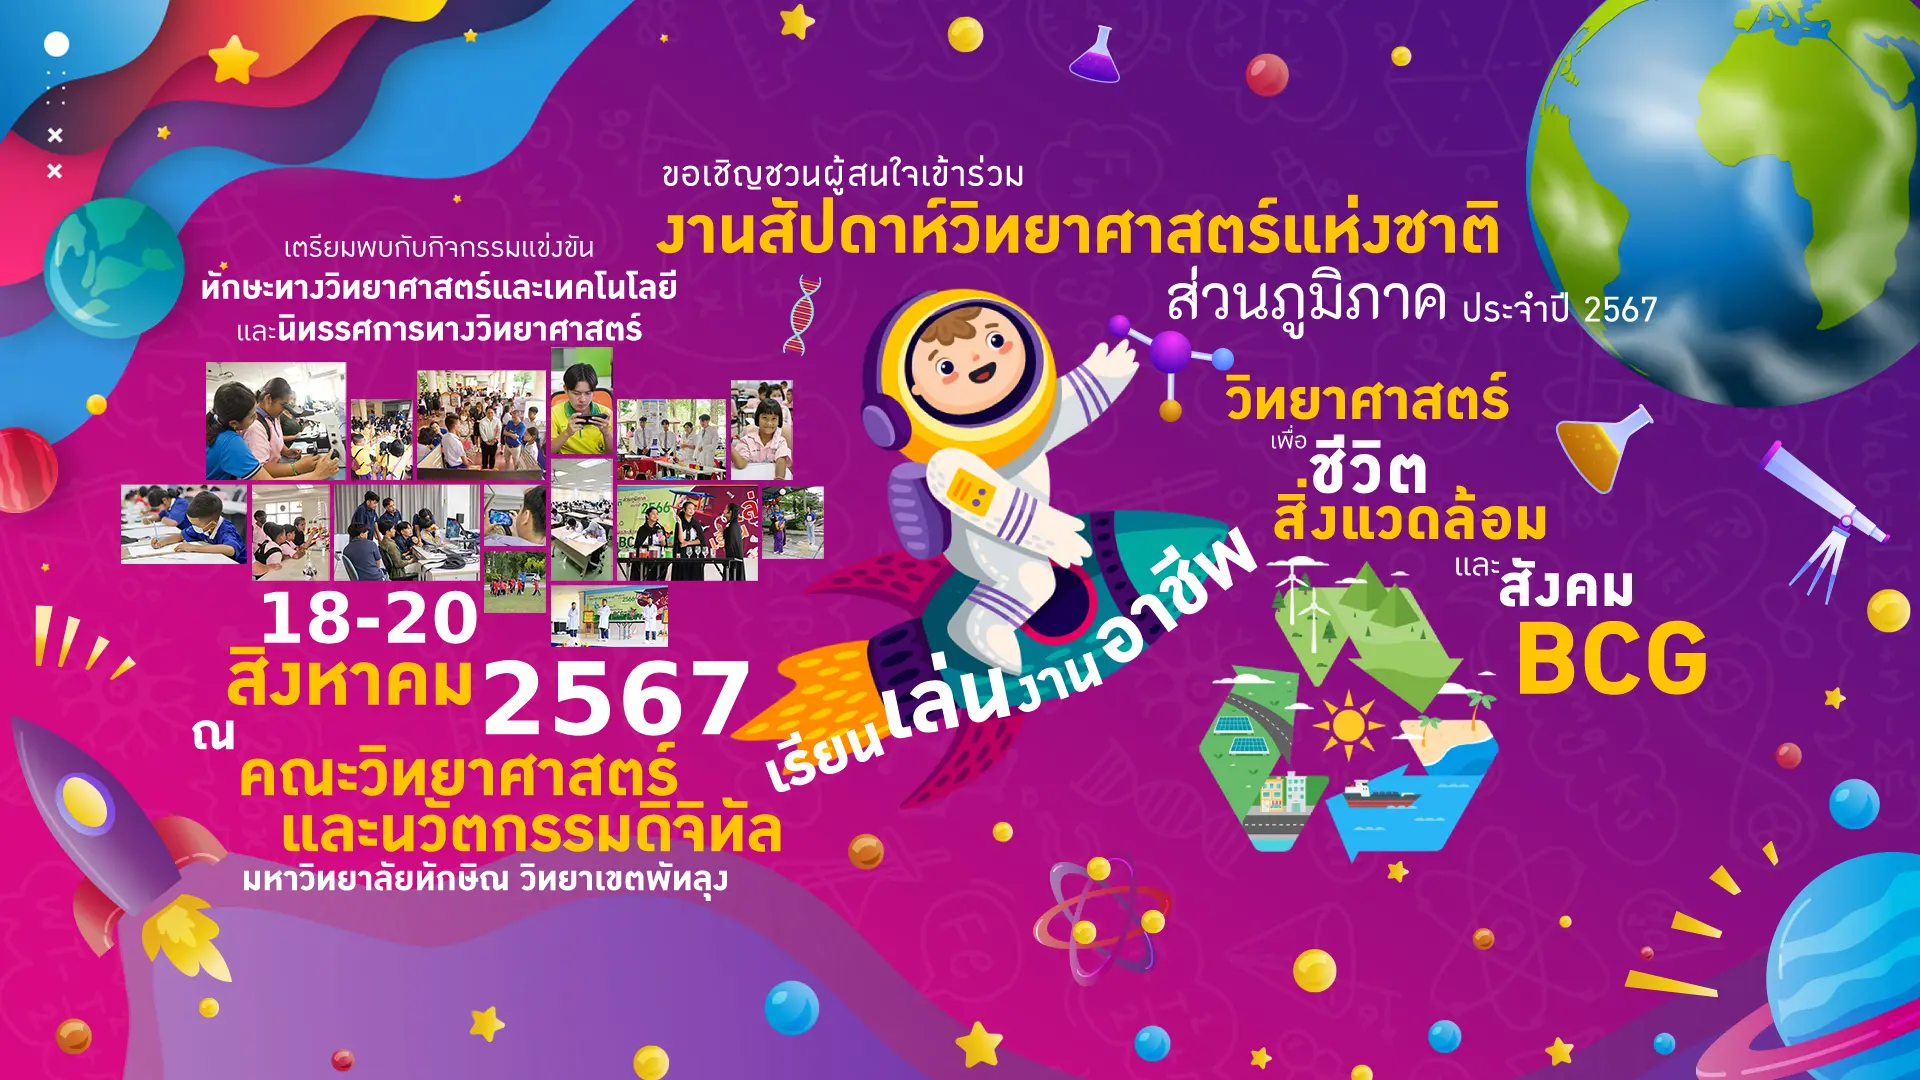 ขอเชิญชวนผู้สนใจเข้าร่วม
งานสัปดาห์วิทยาศาสตร์แห่งชาติ
ส่วนภูมิภาค ประจำปี 2567
เตรียมพบกับกิจกรรมแข่งขัน
ทักษะทางวิทยาศาสตร์และเทคโนโลยี
และนิทรรศการทางวิทยาศาสตร์
วิทยาศาสตร์
เพื่อ ชีวิต
สิ่งแวดล้อม
และ สังคม
BCG
18-20
สิงหาคม 2567
ณ คณะวิทยาศาสตร์
และนวัตกรรมดิจิทัล
มหาวิทยาลัยทักษิณ วิทยาเขตพัทลุง
เรียนเล่นงานอาชีพ